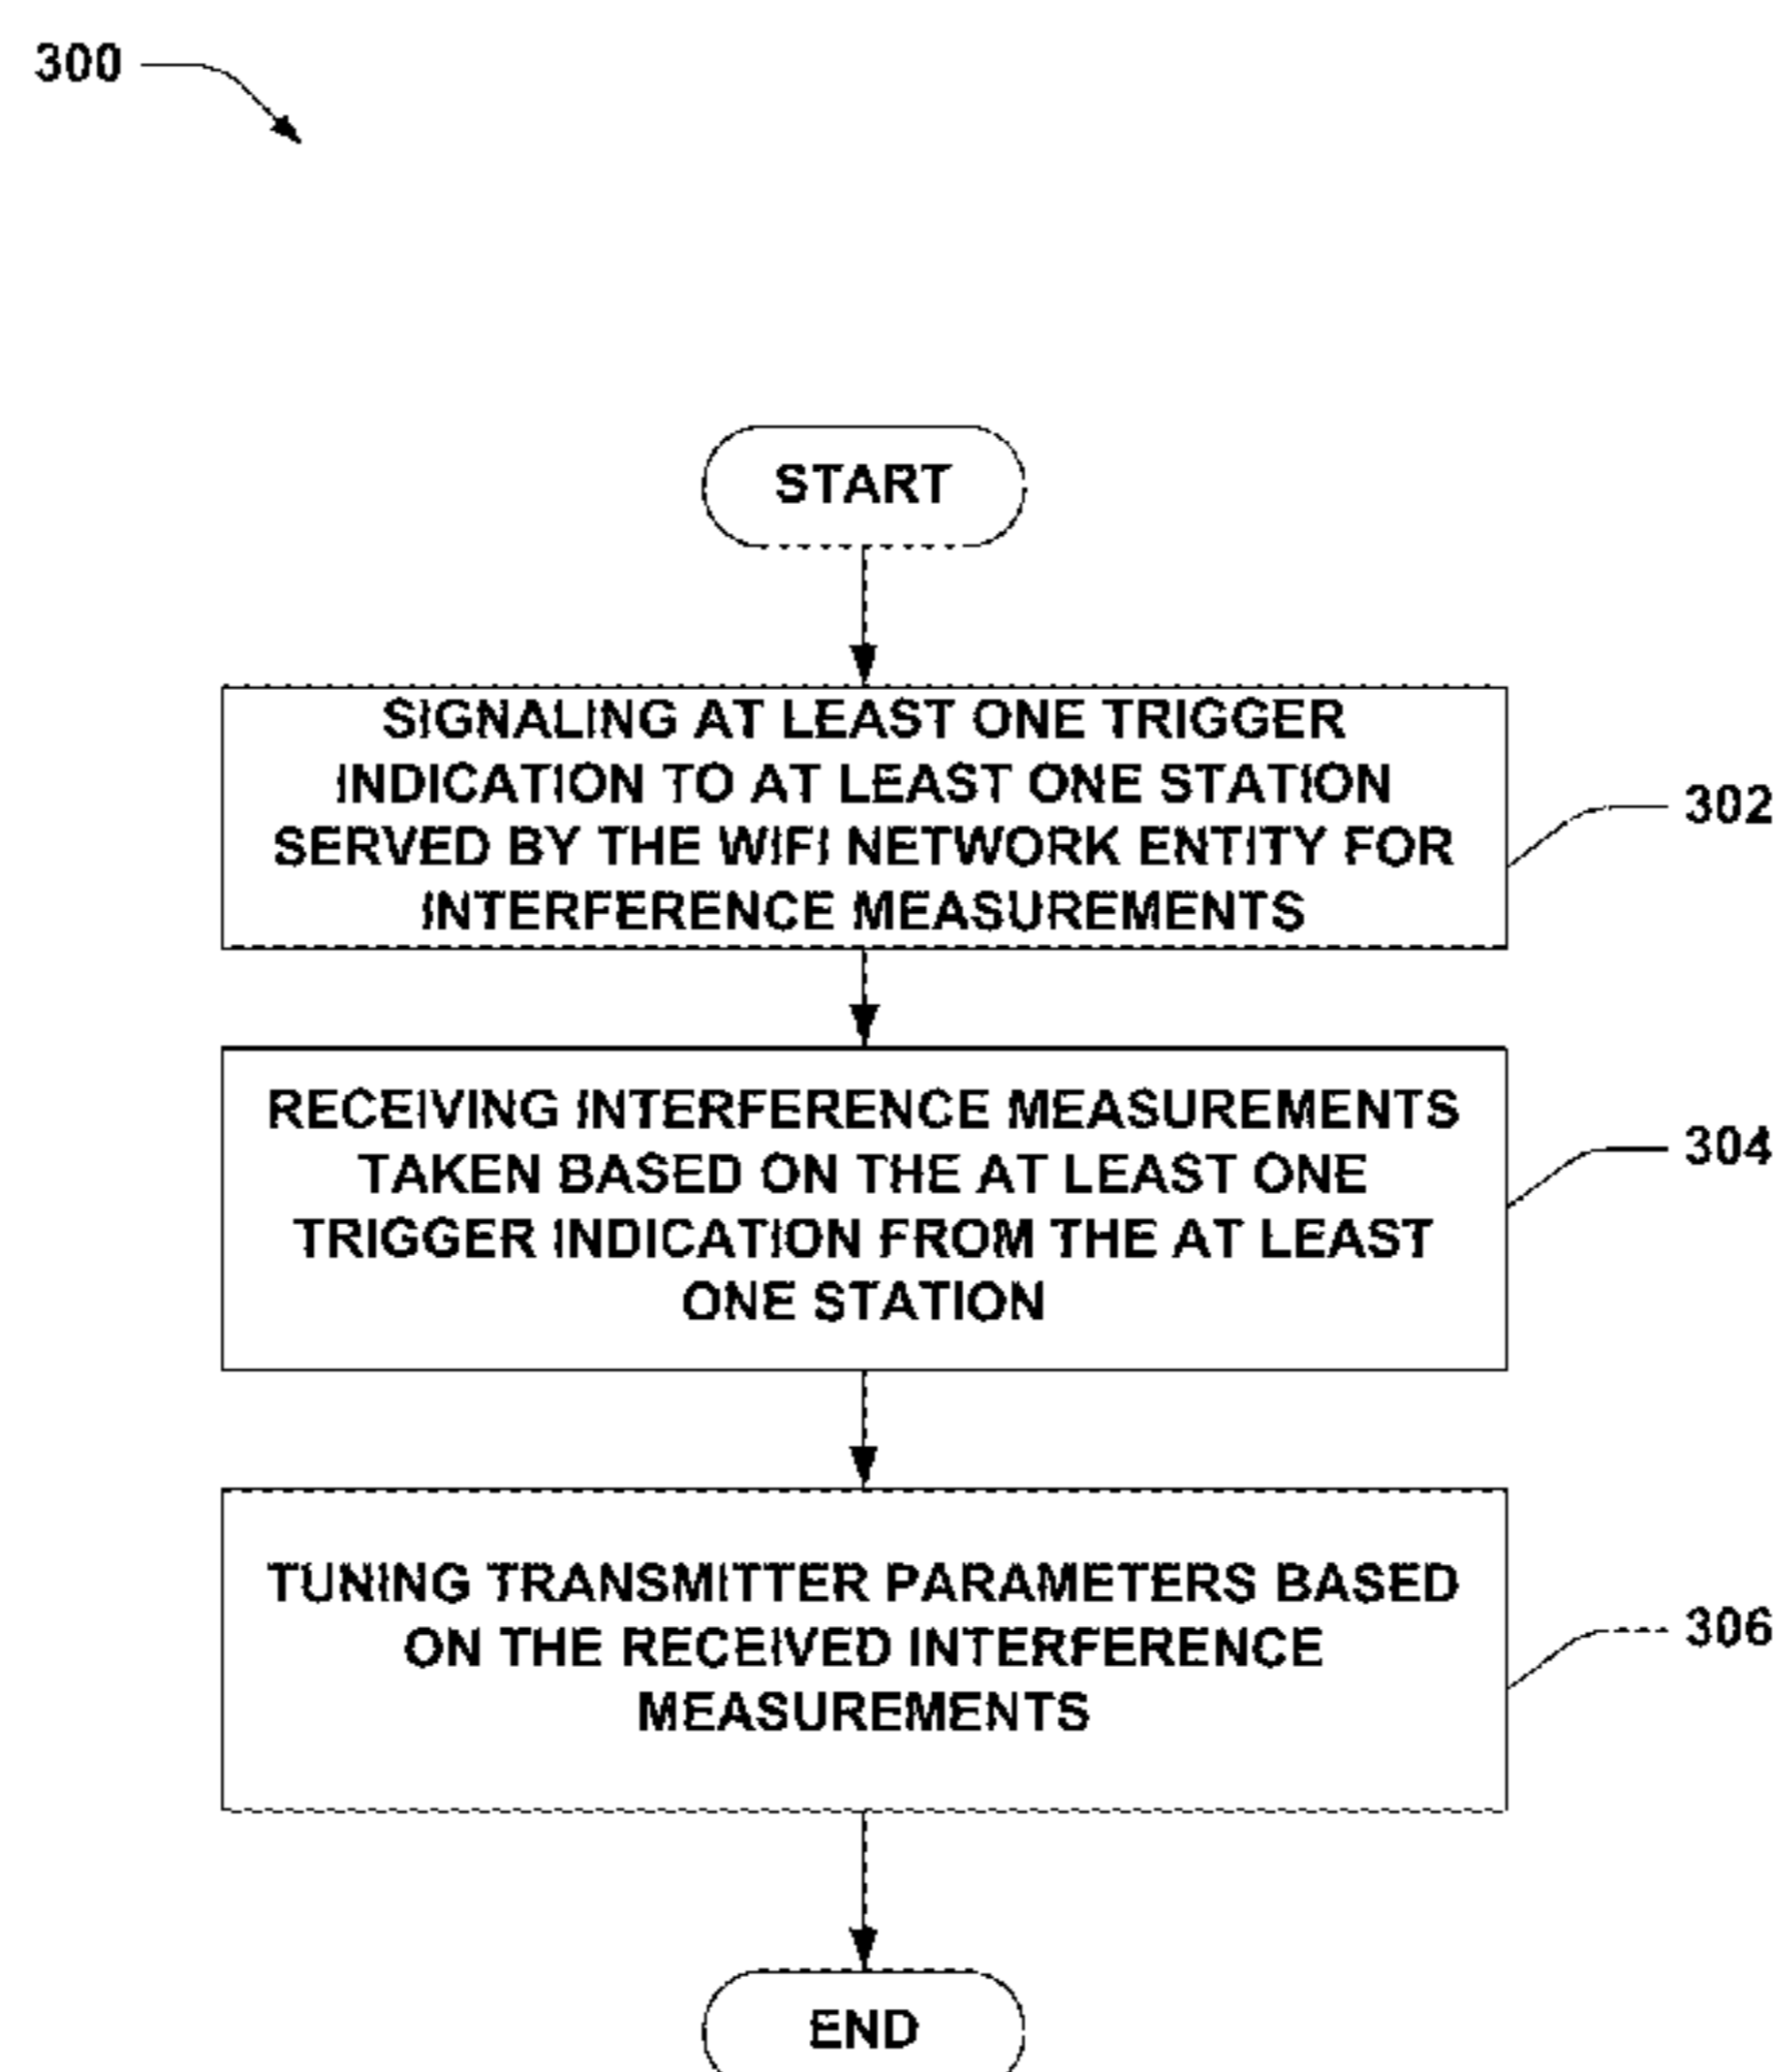 300
START
SIGNALING AT LEAST ONE TRIGGER
INDICATION TO AT LEAST ONE STATION
SERVED BY THE WIFI NETWORK ENTITY FOR
INTERFERENCE MEASUREMENTS
302
RECEIVING INTERFERENCE MEASUREMENTS
TAKEN BASED ON THE AT LEAST ONE
TRIGGER INDICATION FROM THE AT LEAST
ONE STATION
304
TUNING TRANSMITTER PARAMETERS BASED
ON THE RECEIVED INTERFERENCE
MEASUREMENTS
306
END